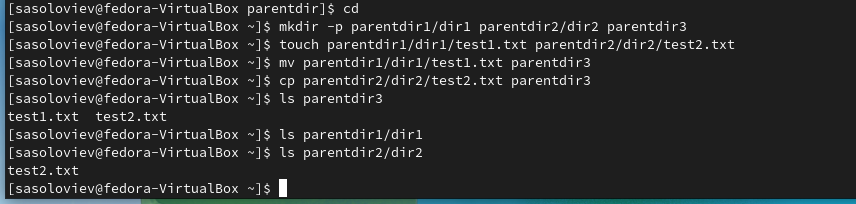 [sasoloviev@fedora-VirtualBox parentdir]$ cd
[sasoloviev@fedora-VirtualBox ~]$ mkdir -p parentdir1/dir1 parentdir2/dir2 parentdir3
[sasoloviev@fedora-VirtualBox ~]$ touch parentdir1/dir1/test1.txt parentdir2/dir2/test2.txt
[sasoloviev@fedora-VirtualBox ~]$ mv parentdir1/dir1/test1.txt parentdir3
[sasoloviev@fedora-VirtualBox ~]$ cp parentdir2/dir2/test2.txt parentdir3
[sasoloviev@fedora-VirtualBox ~]$ ls parentdir3
test1.txt  test2.txt
[sasoloviev@fedora-VirtualBox ~]$ ls parentdir1/dir1
[sasoloviev@fedora-VirtualBox ~]$ ls parentdir2/dir2
test2.txt
[sasoloviev@fedora-VirtualBox ~]$